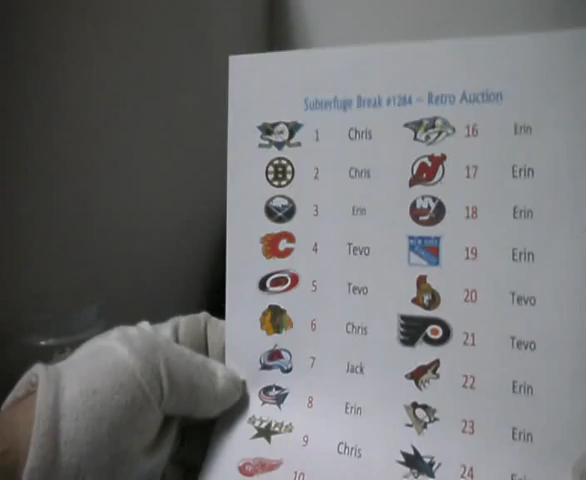 Subterfuge Break #1284 - Retro Auction
1 Chris
2 Chris
3 Erin
4 Tevo
5 Tevo
6 Chris
7 Jack
8 Erin
9 Chris
10
16 Erin
17 Erin
18 Erin
19 Erin
20 Tevo
21 Tevo
22 Erin
23 Erin
24